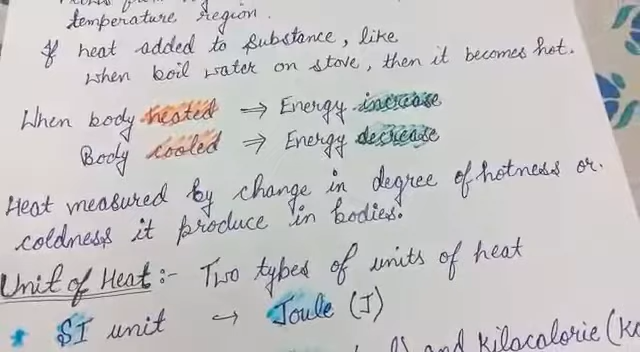 temperature region.
If heat added to substance, like
when boil water on stove, then it becomes hot.
When body heated ⇒ Energy increase
Body cooled ⇒ Energy decrease
Heat measured by change in degree of hotness or
coldness it produce in bodies.
Unit of Heat :- Two types of units of heat
* SI unit → Joule (J)
and Kilocalorie